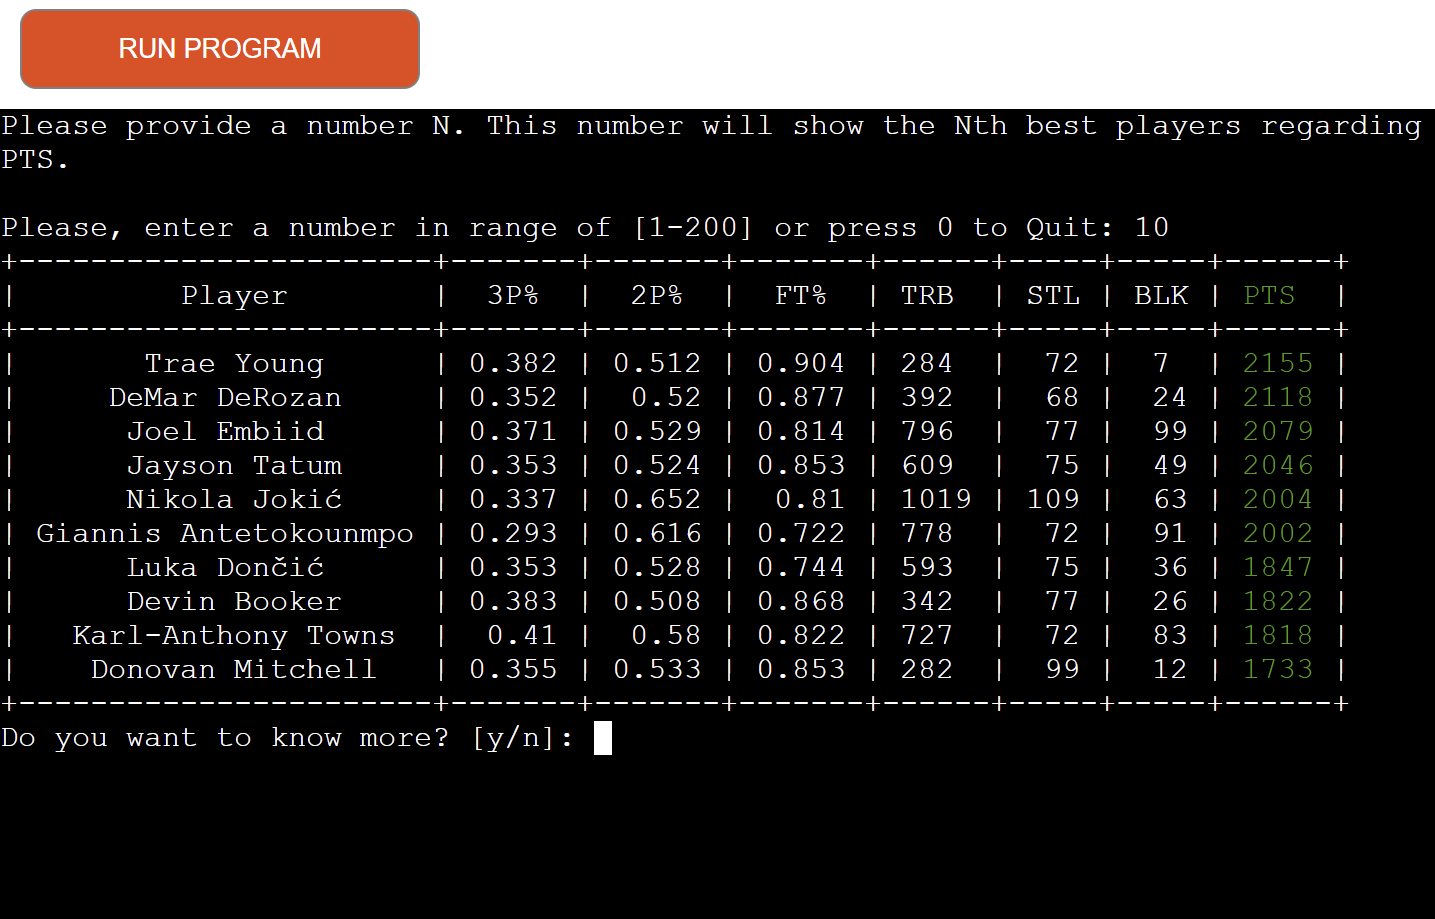 RUN PROGRAM
Please provide a number N. This number will show the Nth best players regarding
PTS.
Please, enter a number in range of [1-200] or press 0 to Quit: 10
+-----------------------+-------+-------+-------+------+-----+-----+------+
|         Player        |  3P%  |  2P%  |  FT%  | TRB  | STL | BLK | PTS  |
+-----------------------+-------+-------+-------+------+-----+-----+------+
|       Trae Young      | 0.382 | 0.512 | 0.904 | 284  |  72 |  7  | 2155 |
|     DeMar DeRozan     | 0.352 |  0.52 | 0.877 | 392  |  68 |  24 | 2118 |
|      Joel Embiid      | 0.371 | 0.529 | 0.814 | 796  |  77 |  99 | 2079 |
|      Jayson Tatum     | 0.353 | 0.524 | 0.853 | 609  |  75 |  49 | 2046 |
|      Nikola Jokić     | 0.337 | 0.652 |  0.81 | 1019 | 109 |  63 | 2004 |
| Giannis Antetokounmpo | 0.293 | 0.616 | 0.722 | 778  |  72 |  91 | 2002 |
|      Luka Dončić      | 0.353 | 0.528 | 0.744 | 593  |  75 |  36 | 1847 |
|      Devin Booker     | 0.383 | 0.508 | 0.868 | 342  |  77 |  26 | 1822 |
|   Karl-Anthony Towns  |  0.41 |  0.58 | 0.822 | 727  |  72 |  83 | 1818 |
|    Donovan Mitchell   | 0.355 | 0.533 | 0.853 | 282  |  99 |  12 | 1733 |
+-----------------------+-------+-------+-------+------+-----+-----+------+
Do you want to know more? [y/n]: